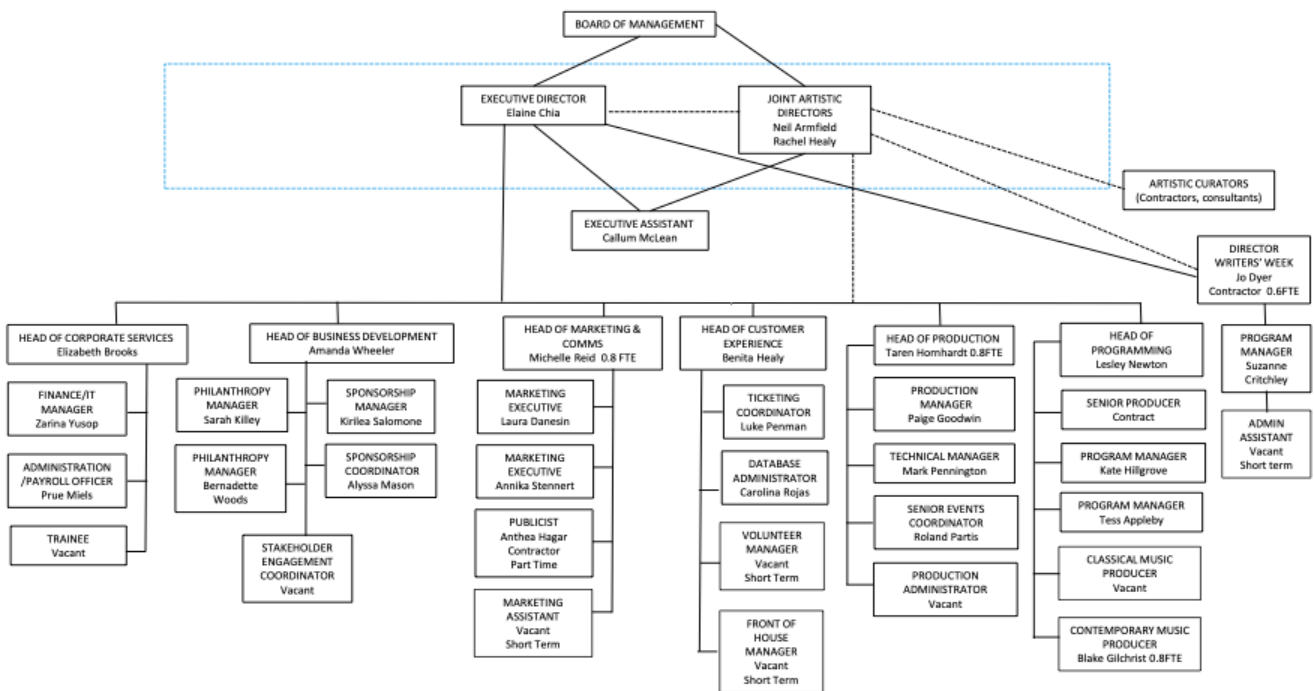 BOARD OF MANAGEMENT
EXECUTIVE DIRECTOR
Elaine Chia
JOINT ARTISTIC
DIRECTORS
Neil Armfield
Rachel Healy
ARTISTIC CURATORS
(Contractors, consultants)
EXECUTIVE ASSISTANT
Callum McLean
DIRECTOR
WRITERS' WEEK
Jo Dyer
Contractor 0.6FTE
HEAD OF CORPORATE SERVICES
Elizabeth Brooks
FINANCE/IT
MANAGER
Zarina Yusop
ADMINISTRATION
/PAYROLL OFFICER
Prue Miels
TRAINEE
Vacant
HEAD OF BUSINESS DEVELOPMENT
Amanda Wheeler
PHILANTHROPY
MANAGER
Sarah Killey
SPONSORSHIP
MANAGER
Kirilea Salomone
PHILANTHROPY
MANAGER
Bernadette
Woods
SPONSORSHIP
COORDINATOR
Alyssa Mason
STAKEHOLDER
ENGAGEMENT
COORDINATOR
Vacant
HEAD OF MARKETING &
COMMS
Michelle Reid 0.8 FTE
MARKETING
EXECUTIVE
Laura Danesin
MARKETING
EXECUTIVE
Annika Stennert
PUBLICIST
Anthea Hagar
Contractor
Part Time
MARKETING
ASSISTANT
Vacant
Short Term
HEAD OF CUSTOMER
EXPERIENCE
Benita Healy
TICKETING
COORDINATOR
Luke Penman
DATABASE
ADMINISTRATOR
Carolina Rojas
VOLUNTEER
MANAGER
Vacant
Short Term
FRONT OF
HOUSE
MANAGER
Vacant
Short Term
HEAD OF PRODUCTION
Taren Hornhardt 0.8FTE
PRODUCTION
MANAGER
Paige Goodwin
TECHNICAL MANAGER
Mark Pennington
SENIOR EVENTS
COORDINATOR
Roland Partis
PRODUCTION
ADMINISTRATOR
Vacant
HEAD OF
PROGRAMMING
Lesley Newton
SENIOR PRODUCER
Contract
PROGRAM MANAGER
Kate Hillgrove
PROGRAM MANAGER
Tess Appleby
CLASSICAL MUSIC
PRODUCER
Vacant
CONTEMPORARY MUSIC
PRODUCER
Blake Gilchrist 0.8FTE
PROGRAM
MANAGER
Suzanne
Critchley
ADMIN
ASSISTANT
Vacant
Short term